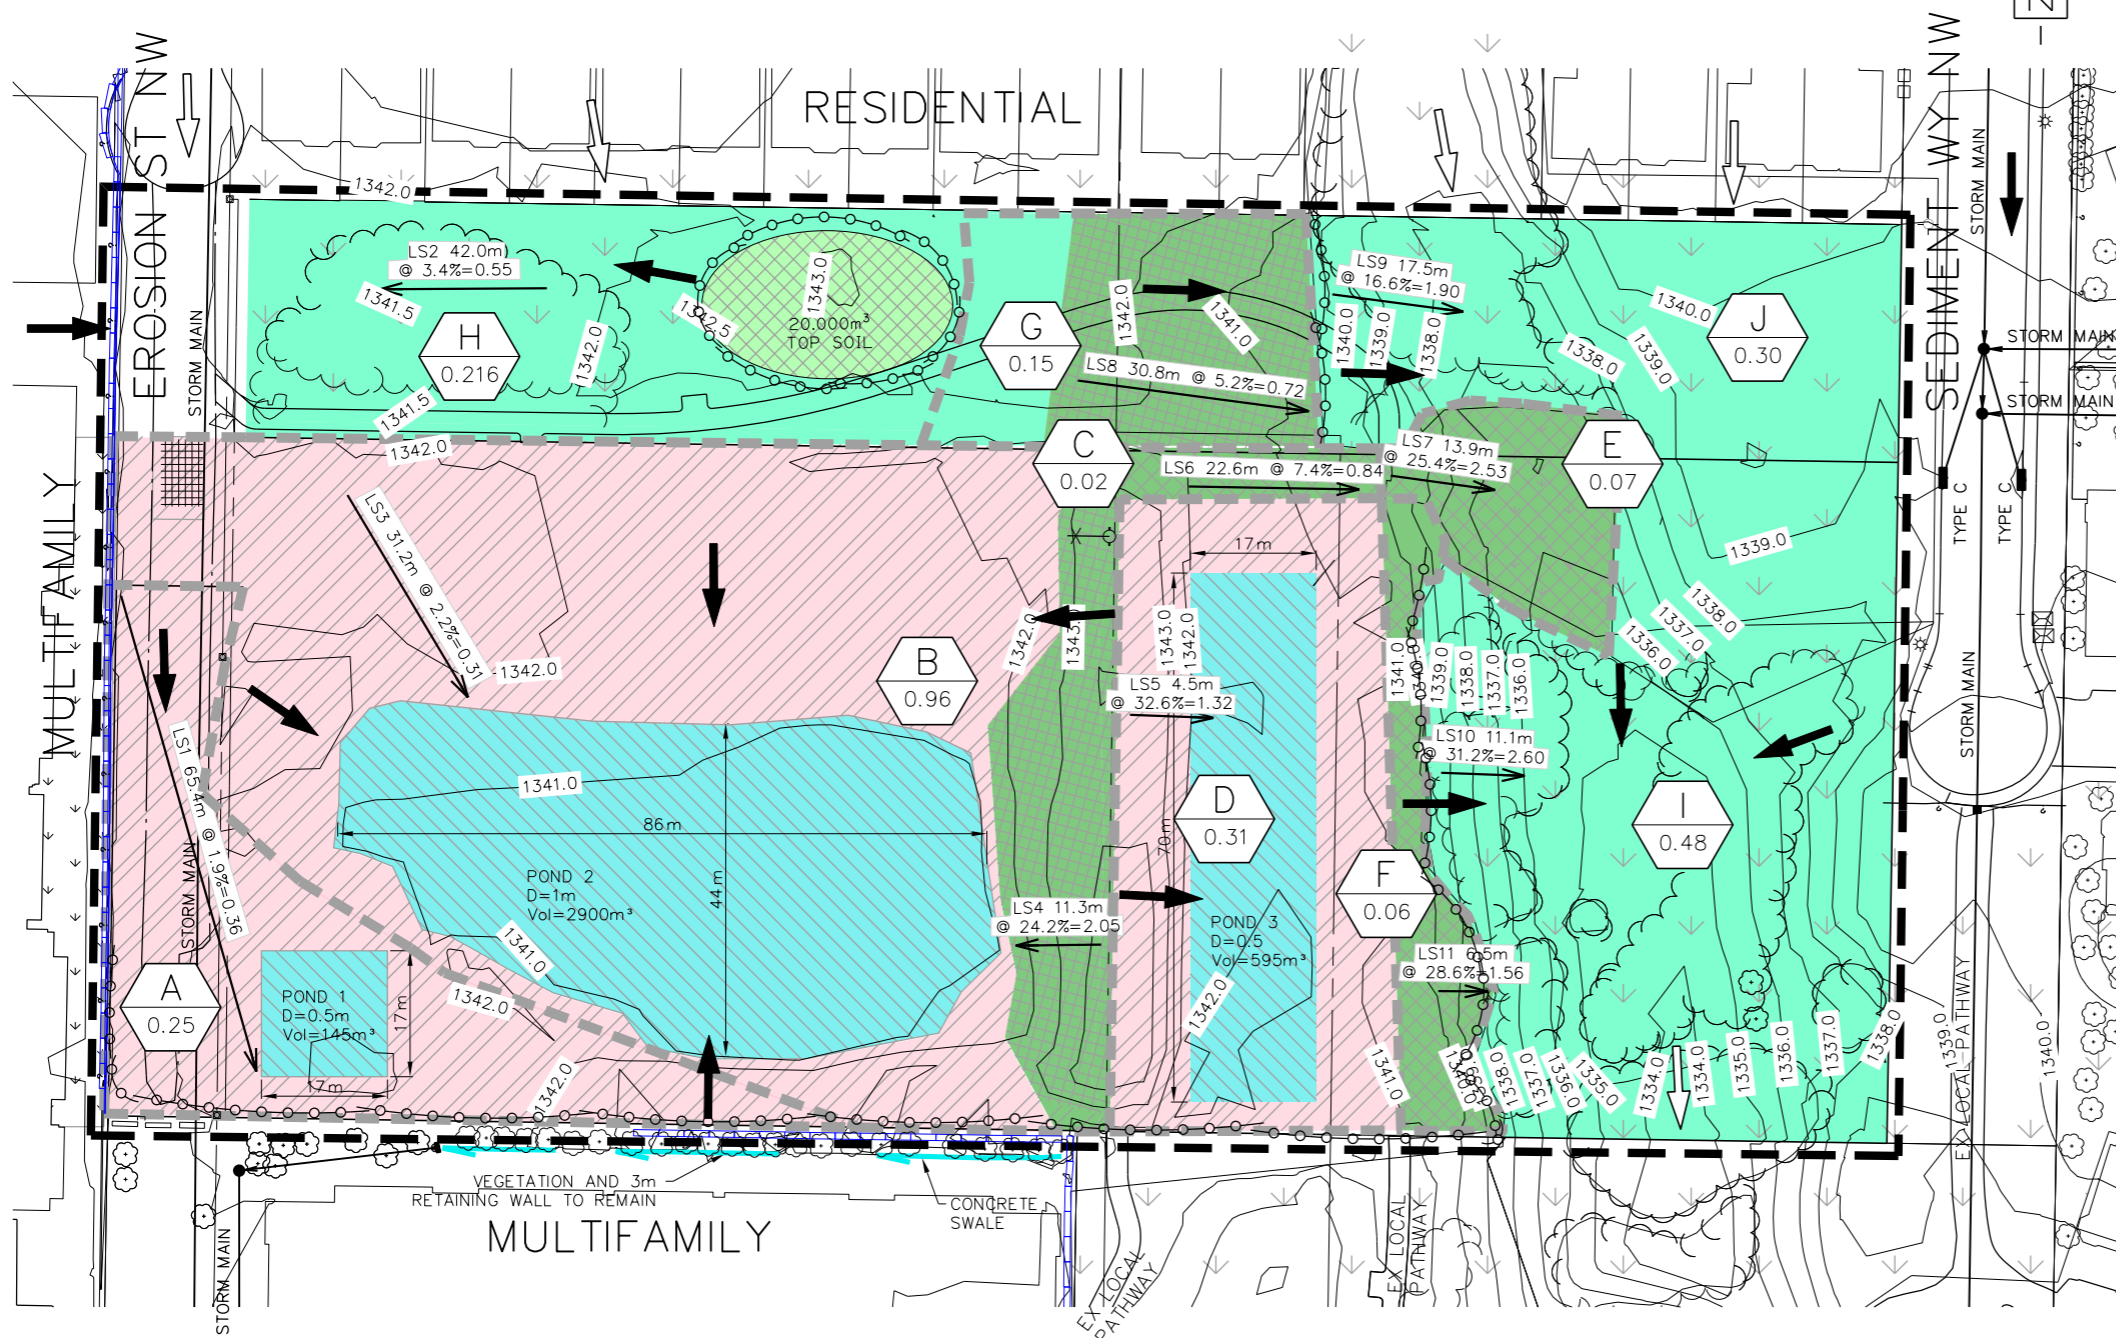 RESIDENTIAL
EROSION ST NW
SEDIMENT WY NW
MULTIFAMILY
MULTIFAMILY
STORM MAIN
STORM MAIN
STORM MAIN
STORM MAIN
STORM MAIN
STORM MAIN
STORM MAIN
STORM MAIN
TYPE C
TYPE C
1342.0
LS2 42.0m
@ 3.4%=0.55
1341.5
1342.0
1342.5
1343.0
20.000m³
TOP SOIL
H
0.216
G
0.15
1342.0
1341.0
LS8 30.8m @ 5.2%=0.72
LS9 17.5m
@ 16.6%=1.90
1340.0
1339.0
1338.0
1340.0
J
0.30
1338.0
1339.0
1341.5
1342.0
C
0.02
LS6 22.6m @ 7.4%=0.84
LS7 13.9m
@ 25.4%=2.53
E
0.07
1339.0
LS3 31.2m @ 2.2%=0.31
1342.0
17m
1342.0
1343.0
1342.0
B
0.96
LS5 4.5m
@ 32.6%=1.32
1341.0
1339.0
1338.0
1337.0
1336.0
1336.0
1337.0
1338.0
LS10 11.1m
@ 31.2%=2.60
LS1 65.4m @ 1.9%=0.36
1341.0
86m
44m
POND 2
D=1m
Vol=2900m³
D
0.31
70m
I
0.48
F
0.06
LS4 11.3m
@ 24.2%=2.05
POND 3
D=0.5
Vol=595m³
1341.0
1342.0
A
0.25
POND 1
D=0.5m
Vol=145m³
17m
17m
1342.0
1342.0
LS11 6.5m
@ 28.6%=1.56
1341.0
1340.0
1338.0
1337.0
1336.0
1335.0
1334.0
1334.0
1335.0
1336.0
1337.0
1338.0
1339.0
1340.0
EX LOCAL PATHWAY
VEGETATION AND 3m
RETAINING WALL TO REMAIN
CONCRETE
SWALE
EX LOCAL
PATHWAY
EX LOCAL
PATHWAY